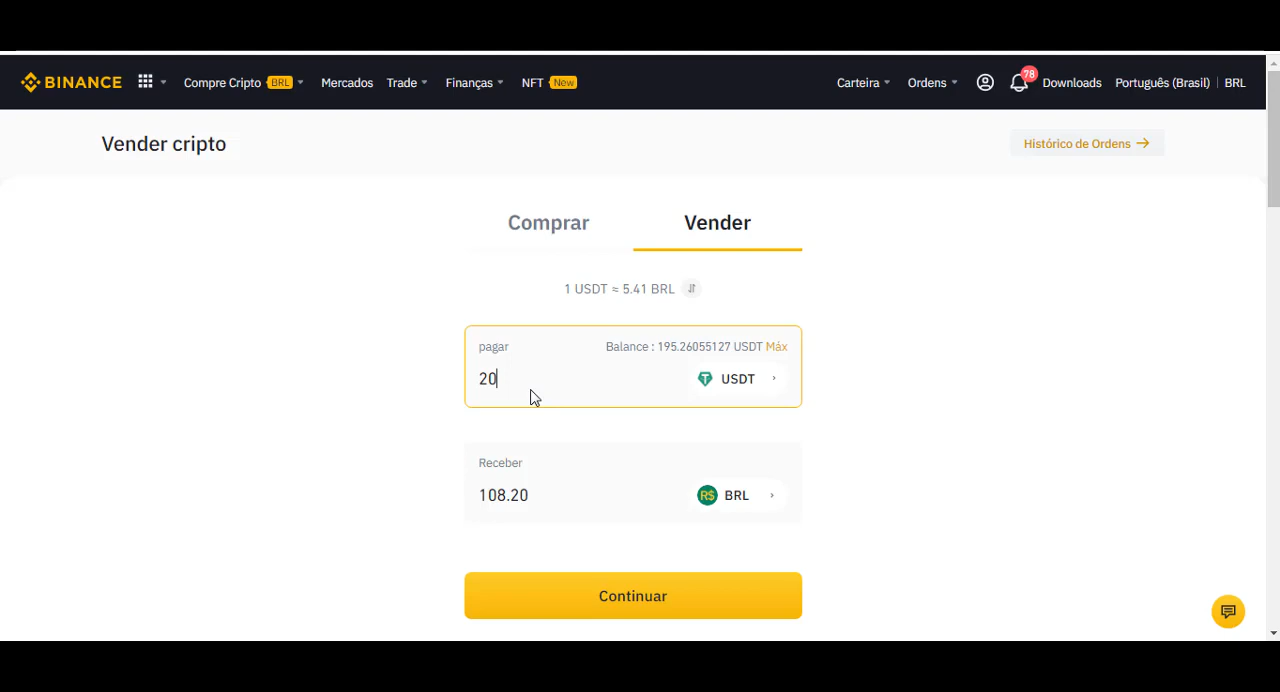 BINANCE Compre Cripto BRL Mercados Trade Finanças NFT New Carteira Ordens 78 Downloads Português (Brasil) | BRL
Vender cripto Histórico de Ordens →
Comprar Vender
1 USDT ≈ 5.41 BRL
pagar Balance : 195.26055127 USDT Máx
20 USDT
Receber
108.20 R$ BRL
Continuar